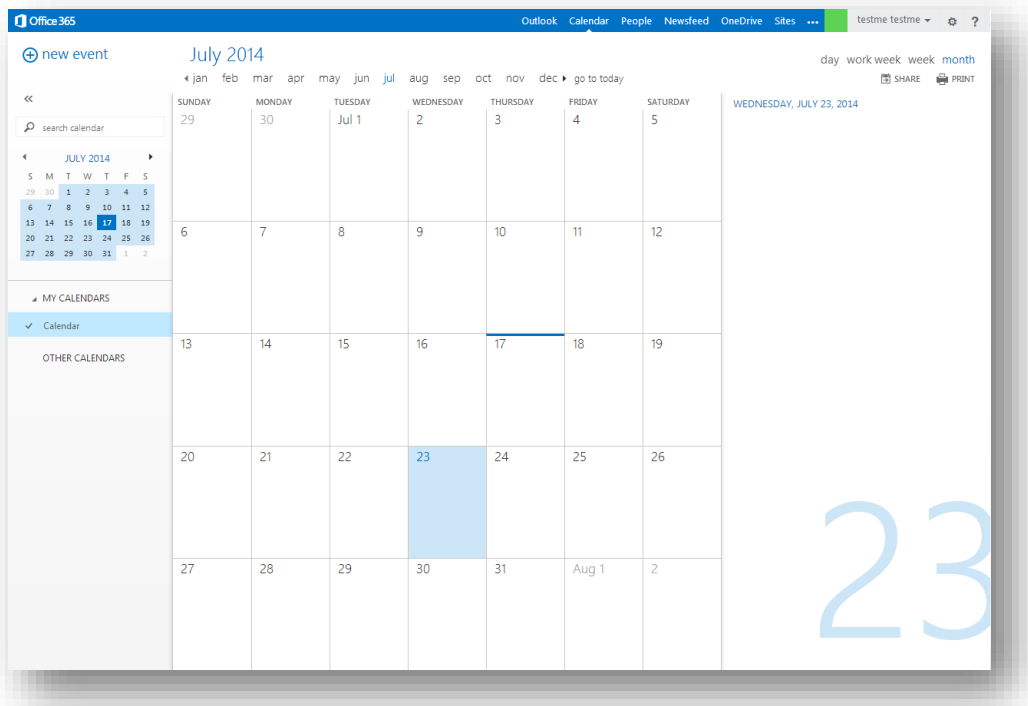 Office 365 Outlook Calendar People Newsfeed OneDrive Sites ••• testme testme ?
new event
July 2014
day work week week month
jan feb mar apr may jun jul aug sep oct nov dec go to today
SHARE PRINT
«
search calendar
JULY 2014
S M T W T F S
29 30 1 2 3 4 5
6 7 8 9 10 11 12
13 14 15 16 17 18 19
20 21 22 23 24 25 26
27 28 29 30 31 1 2
MY CALENDARS
Calendar
OTHER CALENDARS
SUNDAY MONDAY TUESDAY WEDNESDAY THURSDAY FRIDAY SATURDAY
29 30 Jul 1 2 3 4 5
6 7 8 9 10 11 12
13 14 15 16 17 18 19
20 21 22 23 24 25 26
27 28 29 30 31 Aug 1 2
WEDNESDAY, JULY 23, 2014
23